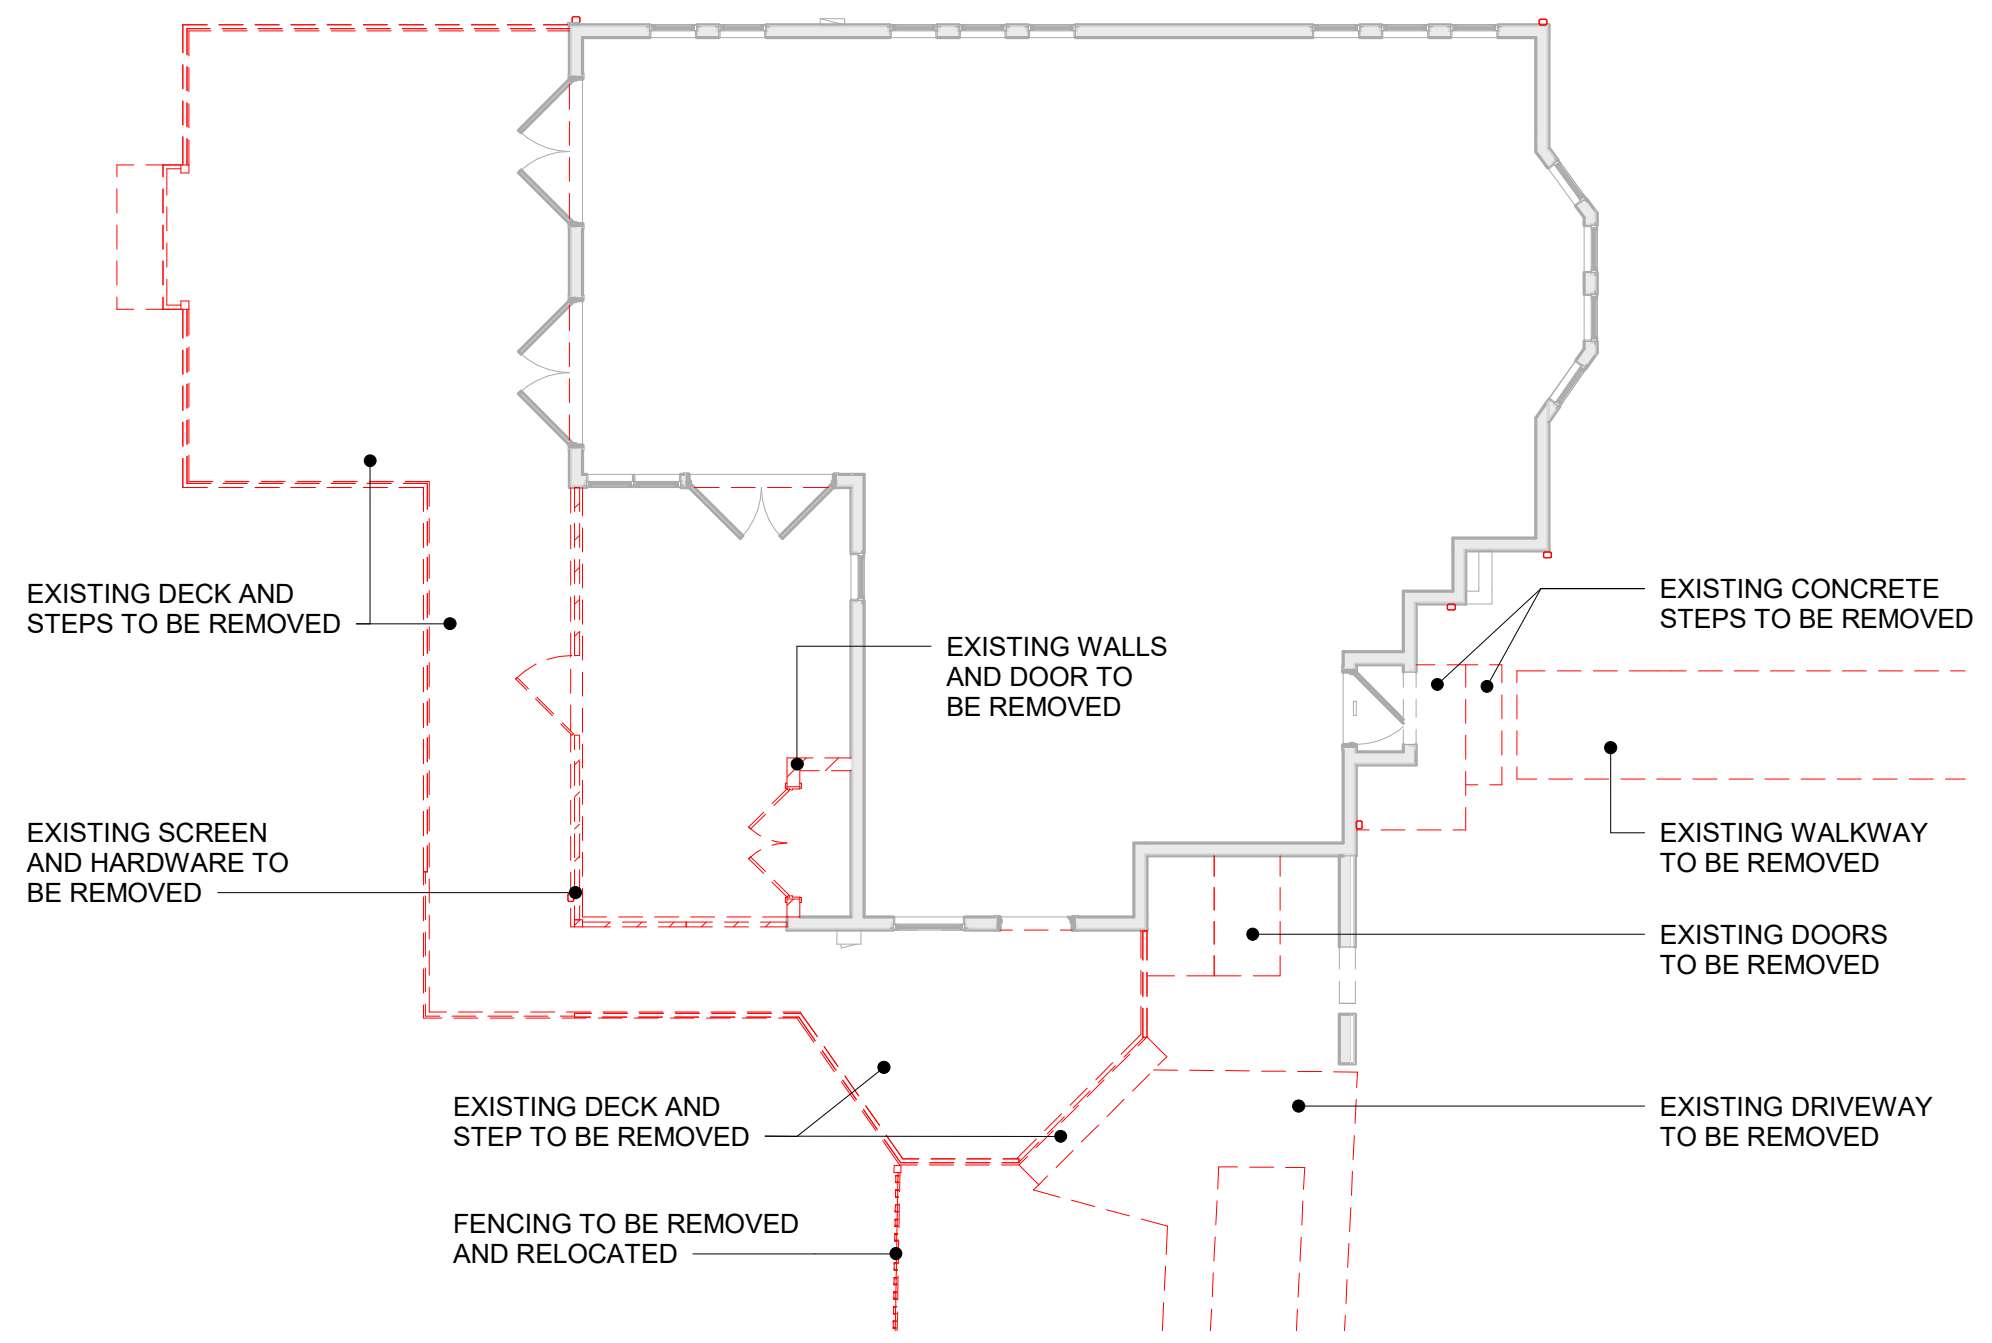 EXISTING DECK AND
STEPS TO BE REMOVED
EXISTING CONCRETE
STEPS TO BE REMOVED
EXISTING WALLS
AND DOOR TO
BE REMOVED
EXISTING SCREEN
AND HARDWARE TO
BE REMOVED
EXISTING WALKWAY
TO BE REMOVED
EXISTING DOORS
TO BE REMOVED
EXISTING DECK AND
STEP TO BE REMOVED
EXISTING DRIVEWAY
TO BE REMOVED
FENCING TO BE REMOVED
AND RELOCATED